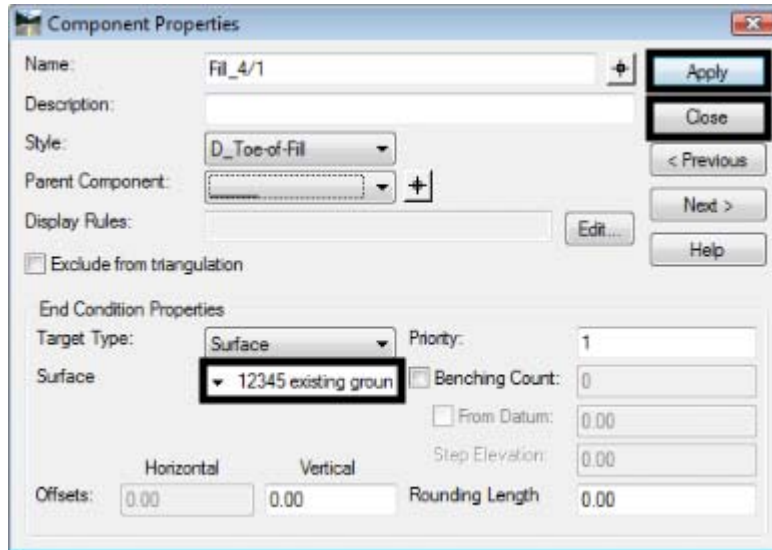 Component Properties
Name: Fill_4/1
Apply
Description:
Close
Style: D_Toe-of-Fill
< Previous
Parent Component:
Next >
Display Rules: Edit...
Help
Exclude from triangulation
End Condition Properties
Target Type: Surface Priority: 1
Surface 12345 existing groun Benching Count: 0
From Datum: 0.00
Step Elevation: 0.00
Horizontal Vertical
Offsets: 0.00 0.00 Rounding Length 0.00